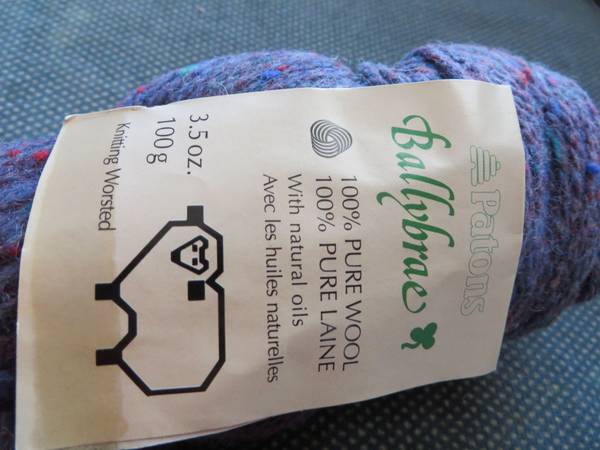 Patons
Ballybrae
100% PURE WOOL
100% PURE LAINE
With natural oils
Avec les huiles naturelles
3.5 oz.
100 g
Knitting Worsted